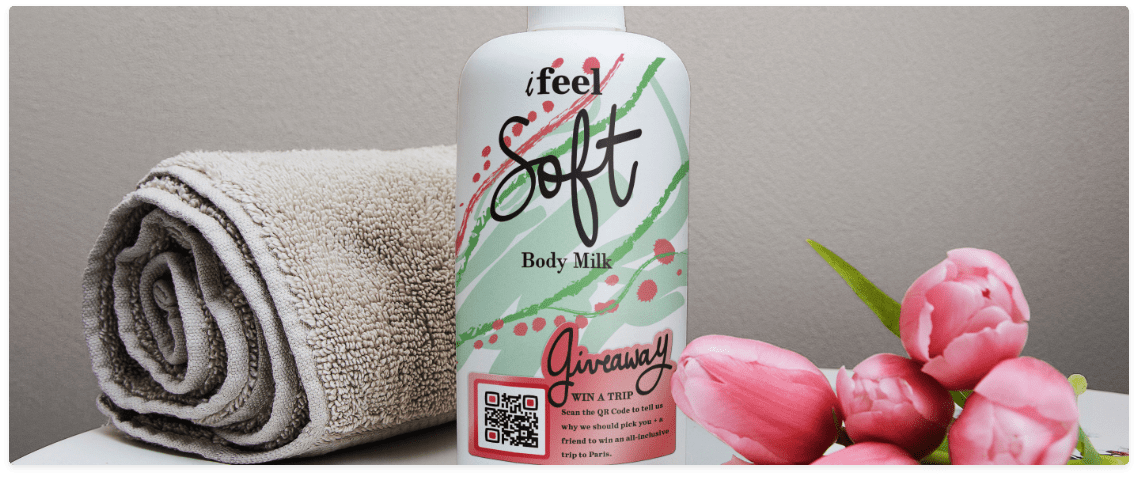 ifeel
Soft
Body Milk
Giveaway
WIN A TRIP
Scan the QR Code to tell us
why we should pick you + a
friend to win an all-inclusive
trip to Paris.